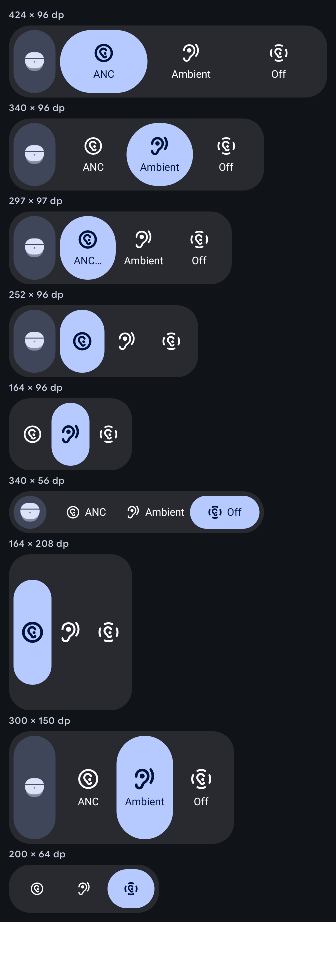 424 × 96 dp
ANC
Ambient
Off
340 × 96 dp
ANC
Ambient
Off
297 × 97 dp
ANC…
Ambient
Off
252 × 96 dp
164 × 96 dp
340 × 56 dp
ANC
Ambient
Off
164 × 208 dp
300 × 150 dp
ANC
Ambient
Off
200 × 64 dp